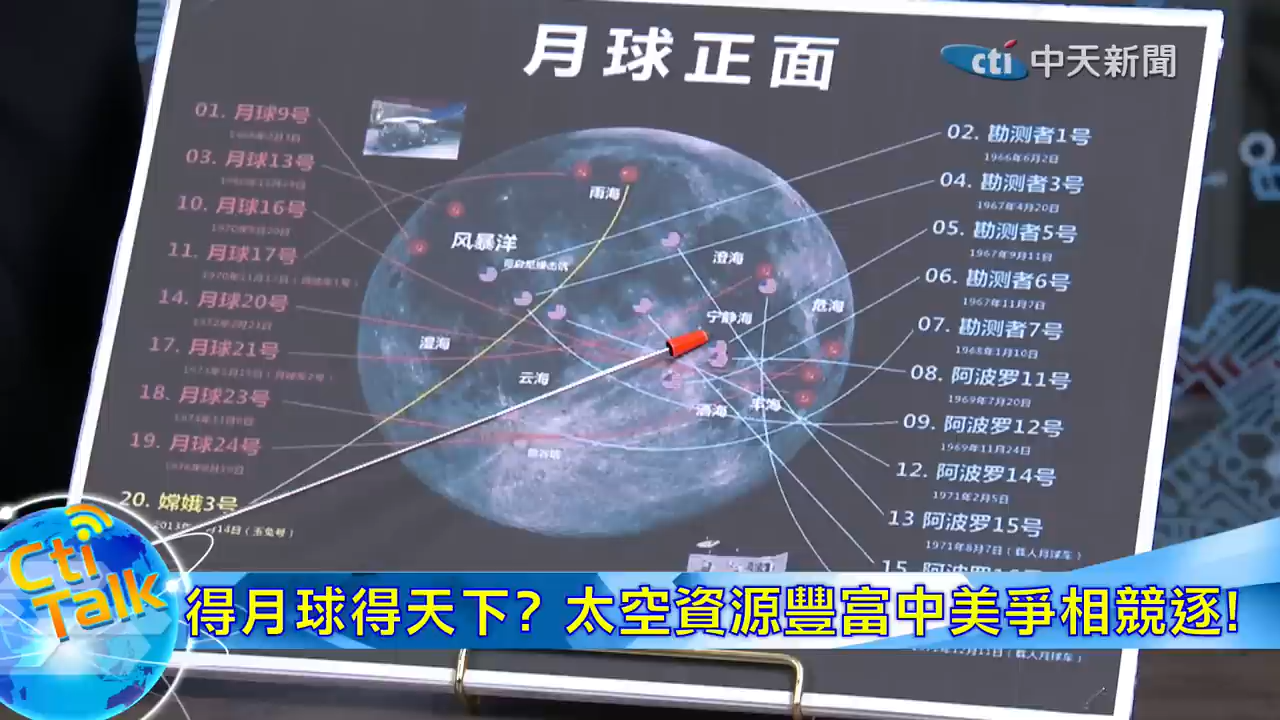 月球正面
cti 中天新聞
01. 月球9号
03. 月球13号
10. 月球16号
11. 月球17号
14. 月球20号
17. 月球21号
18. 月球23号
19. 月球24号
20. 嫦娥3号
雨海
风暴洋
澄海
危海
宁静海
湿海
云海
酒海
丰海
02. 勘测者1号
1966年6月2日
04. 勘测者3号
1967年4月20日
05. 勘测者5号
1967年9月11日
06. 勘测者6号
1967年11月7日
07. 勘测者7号
1968年1月10日
08. 阿波罗11号
1969年7月20日
09. 阿波罗12号
1969年11月24日
12. 阿波罗14号
1971年2月5日
13 阿波罗15号
1971年8月7日(载人月球车)
Cti Talk
得月球得天下? 太空資源豐富中美爭相競逐!